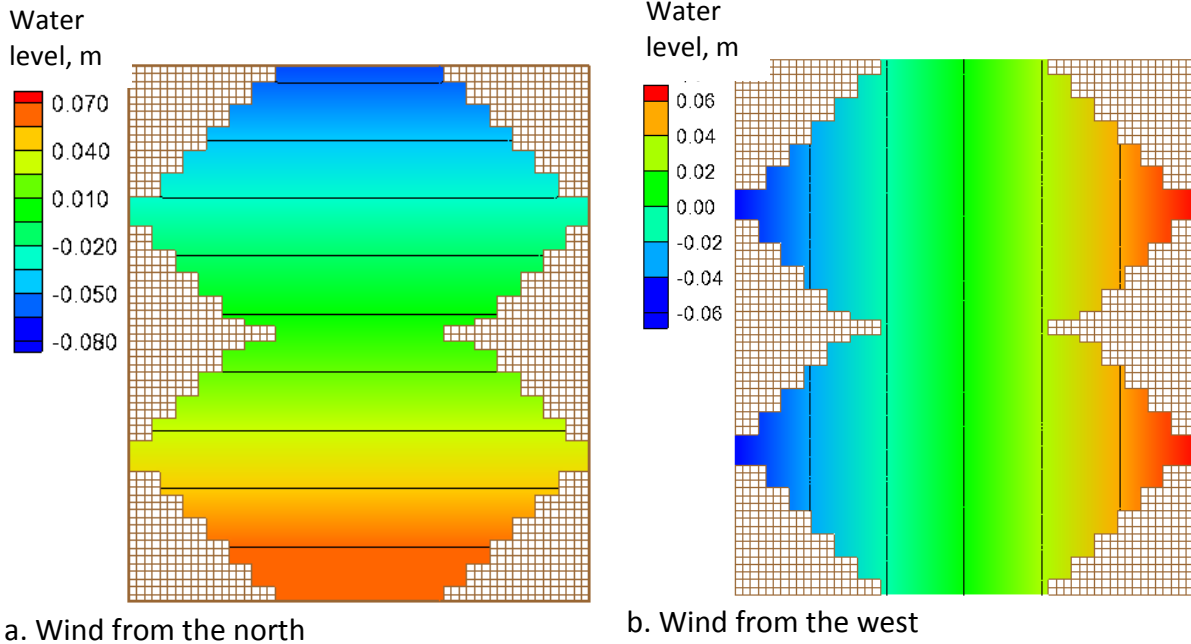 Water
level, m
0.070
0.040
0.010
-0.020
-0.050
-0.080
a. Wind from the north
Water
level, m
0.06
0.04
0.02
0.00
-0.02
-0.04
-0.06
b. Wind from the west